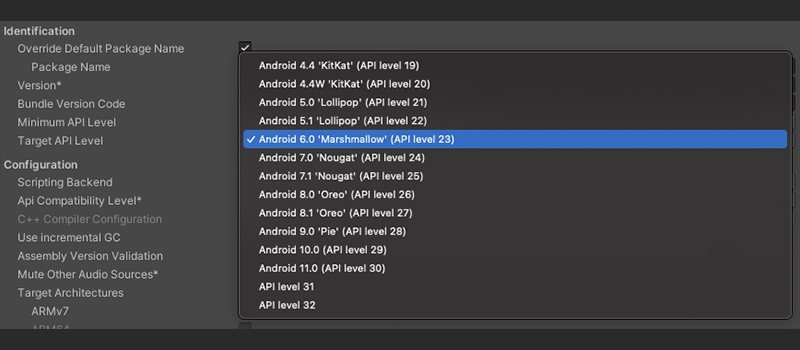 Identification
Override Default Package Name
Package Name
Version*
Bundle Version Code
Minimum API Level
Target API Level
Configuration
Scripting Backend
Api Compatibility Level*
C++ Compiler Configuration
Use incremental GC
Assembly Version Validation
Mute Other Audio Sources*
Target Architectures
ARMv7
ARM64
Android 4.4 'KitKat' (API level 19)
Android 4.4W 'KitKat' (API level 20)
Android 5.0 'Lollipop' (API level 21)
Android 5.1 'Lollipop' (API level 22)
Android 6.0 'Marshmallow' (API level 23)
Android 7.0 'Nougat' (API level 24)
Android 7.1 'Nougat' (API level 25)
Android 8.0 'Oreo' (API level 26)
Android 8.1 'Oreo' (API level 27)
Android 9.0 'Pie' (API level 28)
Android 10.0 (API level 29)
Android 11.0 (API level 30)
API level 31
API level 32